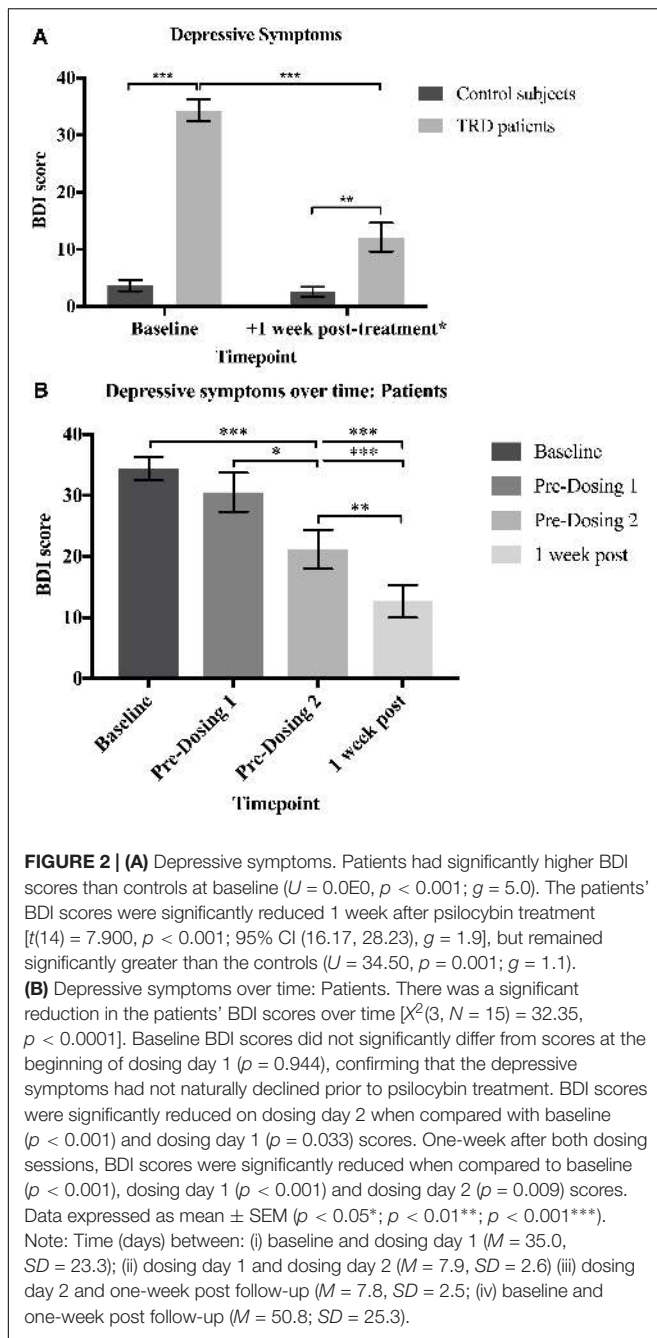 A
Depressive Symptoms
40
30
20
10
0
BDI score
***
***
**
Control subjects
TRD patients
Baseline
+1 week post-treatment*
Timepoint
B
Depressive symptoms over time: Patients
40
30
20
10
0
BDI score
***
***
*
***
**
Baseline
Pre-Dosing 1
Pre-Dosing 2
1 week post
Baseline
Pre-Dosing 1
Pre-Dosing 2
1 week post
Timepoint
FIGURE 2 | (A) Depressive symptoms. Patients had significantly higher BDI
scores than controls at baseline (U = 0.0E0, p < 0.001; g = 5.0). The patients’
BDI scores were significantly reduced 1 week after psilocybin treatment
[t(14) = 7.900, p < 0.001; 95% CI (16.17, 28.23), g = 1.9], but remained
significantly greater than the controls (U = 34.50, p = 0.001; g = 1.1).
(B) Depressive symptoms over time: Patients. There was a significant
reduction in the patients’ BDI scores over time [X²(3, N = 15) = 32.35,
p < 0.0001]. Baseline BDI scores did not significantly differ from scores at the
beginning of dosing day 1 (p = 0.944), confirming that the depressive
symptoms had not naturally declined prior to psilocybin treatment. BDI scores
were significantly reduced on dosing day 2 when compared with baseline
(p < 0.001) and dosing day 1 (p = 0.033) scores. One-week after both dosing
sessions, BDI scores were significantly reduced when compared to baseline
(p < 0.001), dosing day 1 (p < 0.001) and dosing day 2 (p = 0.009) scores.
Data expressed as mean ± SEM (p < 0.05*; p < 0.01**; p < 0.001***).
Note: Time (days) between: (i) baseline and dosing day 1 (M = 35.0,
SD = 23.3); (ii) dosing day 1 and dosing day 2 (M = 7.9, SD = 2.6) (iii) dosing
day 2 and one-week post follow-up (M = 7.8, SD = 2.5; (iv) baseline and
one-week post follow-up (M = 50.8; SD = 25.3).